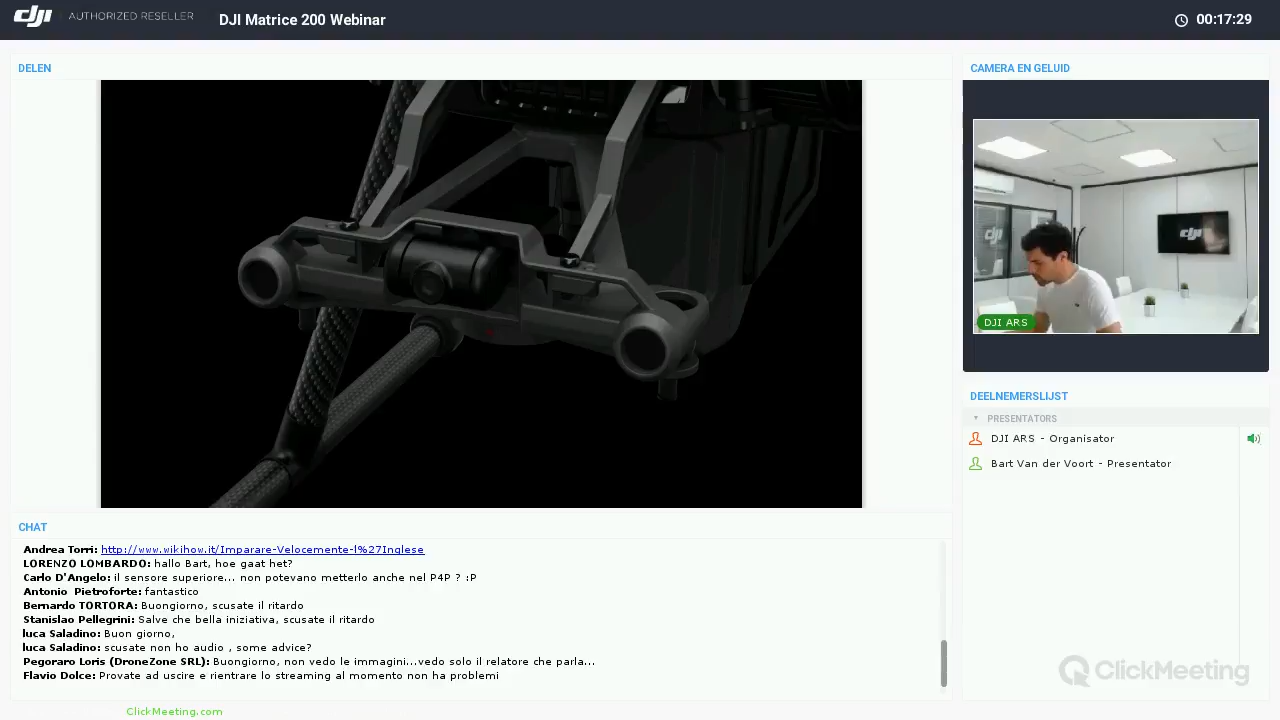 dji AUTHORIZED RESELLER DJI Matrice 200 Webinar 00:17:29
DELEN
CAMERA EN GELUID
dji
dji
DJI ARS
DEELNEMERSLIJST
PRESENTATORS
DJI ARS - Organisator
Bart Van der Voort - Presentator
CHAT
Andrea Torri: http://www.wikihow.it/Imparare-Velocemente-l%27Inglese
LORENZO LOMBARDO: hallo Bart, hoe gaat het?
Carlo D'Angelo: il sensore superiore... non potevano metterlo anche nel P4P ? :P
Antonio Pietroforte: fantastico
Bernardo TORTORA: Buongiorno, scusate il ritardo
Stanislao Pellegrini: Salve che bella iniziativa, scusate il ritardo
luca Saladino: Buon giorno,
luca Saladino: scusate non ho audio , some advice?
Pegoraro Loris (DroneZone SRL): Buongiorno, non vedo le immagini...vedo solo il relatore che parla...
Flavio Dolce: Provate ad uscire e rientrare lo streaming al momento non ha problemi
ClickMeeting
ClickMeeting.com